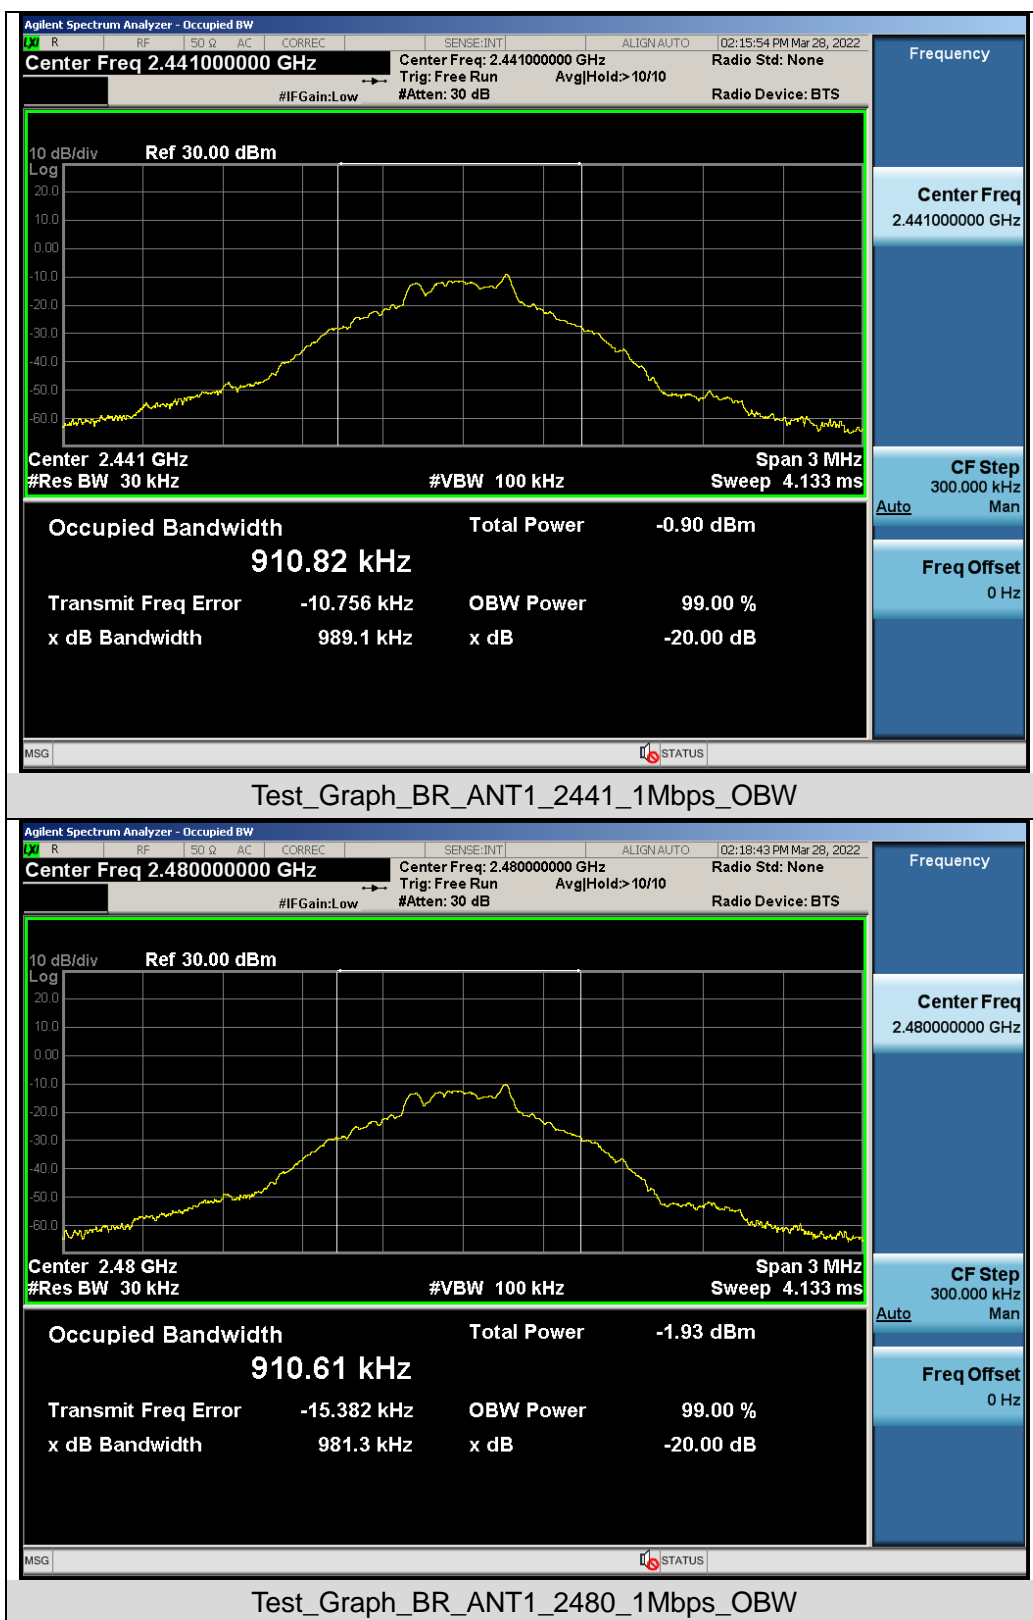 Agilent Spectrum Analyzer - Occupied BW
LXI R RF 50 Ω AC CORREC SENSE:INT ALIGN AUTO 02:15:54 PM Mar 28, 2022
Center Freq 2.441000000 GHz
Center Freq: 2.441000000 GHz Radio Std: None
Trig: Free Run Avg|Hold:>10/10
#IFGain:Low #Atten: 30 dB Radio Device: BTS
Frequency
10 dB/div Ref 30.00 dBm
Log
20.0
10.0
0.00
-10.0
-20.0
-30.0
-40.0
-50.0
-60.0
Center 2.441 GHz Span 3 MHz
#Res BW 30 kHz #VBW 100 kHz Sweep 4.133 ms
Center Freq
2.441000000 GHz
CF Step
300.000 kHz
Auto Man
Freq Offset
0 Hz
Occupied Bandwidth Total Power -0.90 dBm
910.82 kHz
Transmit Freq Error -10.756 kHz OBW Power 99.00 %
x dB Bandwidth 989.1 kHz x dB -20.00 dB
MSG STATUS
Test_Graph_BR_ANT1_2441_1Mbps_OBW
Agilent Spectrum Analyzer - Occupied BW
LXI R RF 50 Ω AC CORREC SENSE:INT ALIGN AUTO 02:18:43 PM Mar 28, 2022
Center Freq 2.480000000 GHz
Center Freq: 2.480000000 GHz Radio Std: None
Trig: Free Run Avg|Hold:>10/10
#IFGain:Low #Atten: 30 dB Radio Device: BTS
Frequency
10 dB/div Ref 30.00 dBm
Log
20.0
10.0
0.00
-10.0
-20.0
-30.0
-40.0
-50.0
-60.0
Center 2.48 GHz Span 3 MHz
#Res BW 30 kHz #VBW 100 kHz Sweep 4.133 ms
Center Freq
2.480000000 GHz
CF Step
300.000 kHz
Auto Man
Freq Offset
0 Hz
Occupied Bandwidth Total Power -1.93 dBm
910.61 kHz
Transmit Freq Error -15.382 kHz OBW Power 99.00 %
x dB Bandwidth 981.3 kHz x dB -20.00 dB
MSG STATUS
Test_Graph_BR_ANT1_2480_1Mbps_OBW